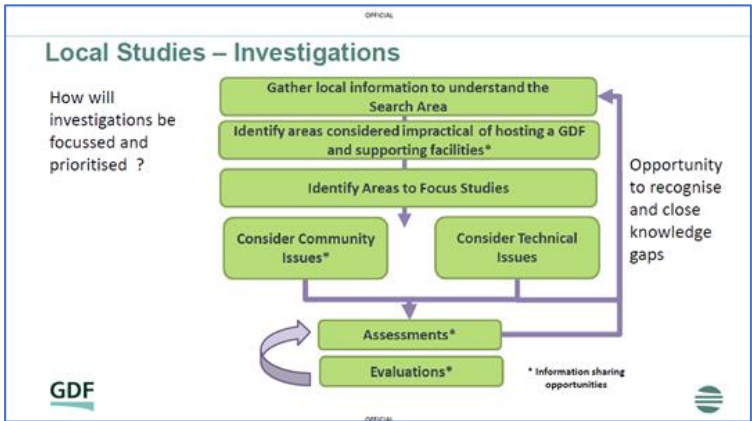 OFFICIAL
Local Studies – Investigations
How will
investigations be
focussed and
prioritised ?
Gather local information to understand the
Search Area
Identify areas considered impractical of hosting a GDF
and supporting facilities*
Identify Areas to Focus Studies
Consider Community
Issues*
Consider Technical
Issues
Opportunity
to recognise
and close
knowledge
gaps
Assessments*
Evaluations*
* Information sharing
opportunities
GDF
OFFICIAL